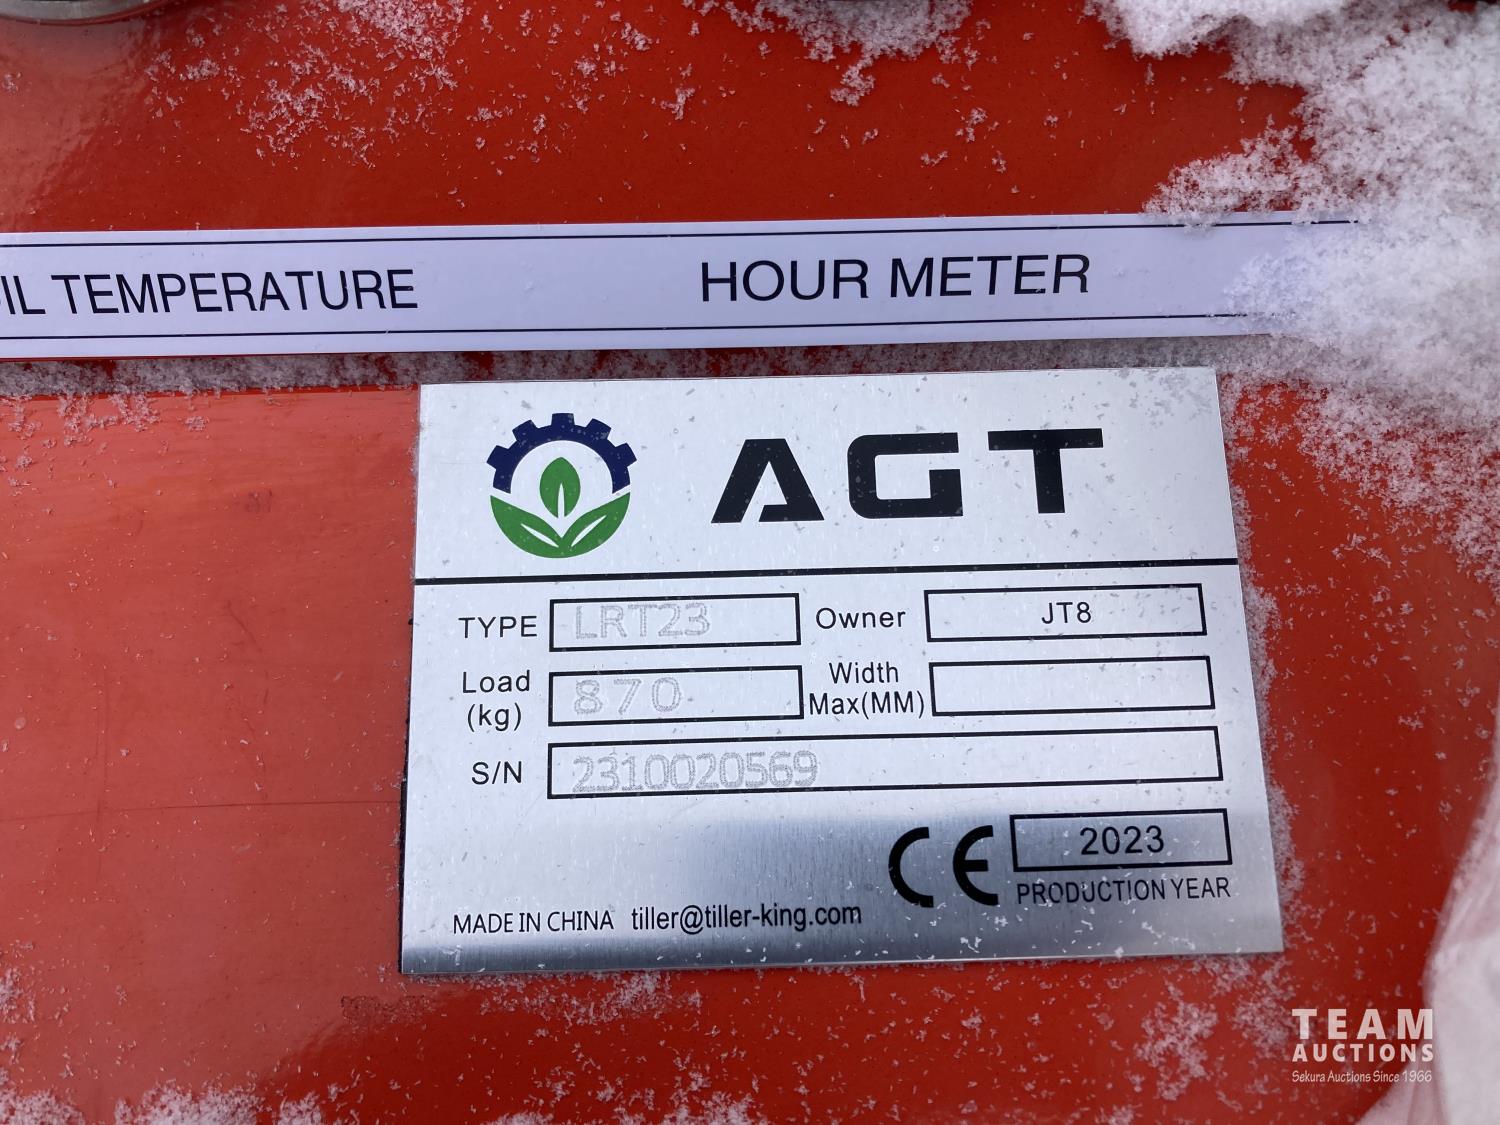 IL TEMPERATURE HOUR METER
AGT
TYPE LRT23 Owner JT8
Load (kg) 870 Width Max(MM)
S/N 2310020569
CE 2023
PRODUCTION YEAR
MADE IN CHINA tiller@tiller-king.com
TEAM
AUCTIONS
Sekura Auctions Since 1966